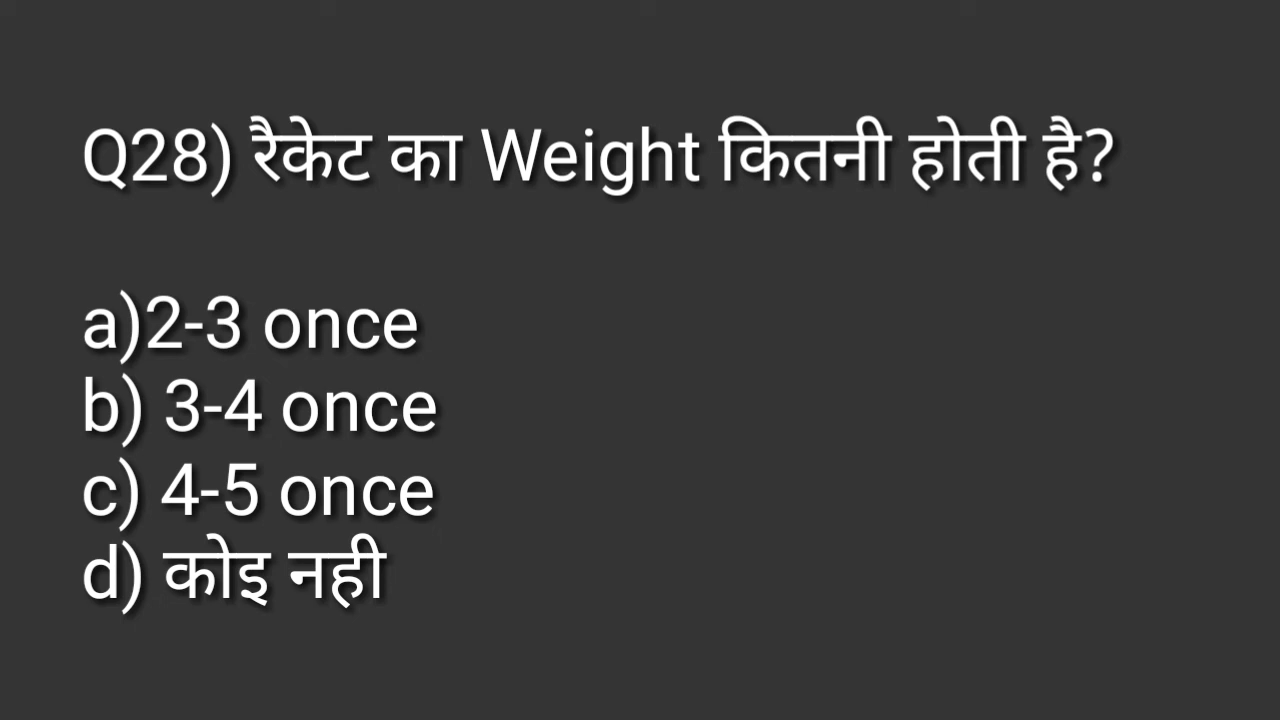 Q28) रैकेट का Weight कितनी होती है?
a)2-3 once
b) 3-4 once
c) 4-5 once
d) कोइ नही